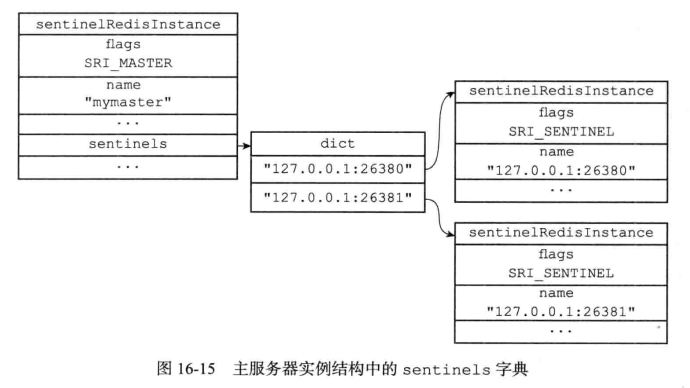 sentinelRedisInstance
flags
SRI_MASTER
name
"mymaster"
...
sentinels
...
dict
"127.0.0.1:26380"
"127.0.0.1:26381"
sentinelRedisInstance
flags
SRI_SENTINEL
name
"127.0.0.1:26380"
...
sentinelRedisInstance
flags
SRI_SENTINEL
name
"127.0.0.1:26381"
...
图 16-15 主服务器实例结构中的 sentinels 字典